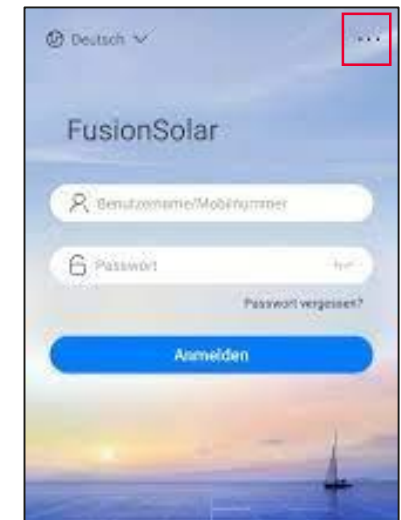 Deutsch
...
FusionSolar
Benutzername/Mobilnummer
Passwort
Passwort vergessen?
Anmelden